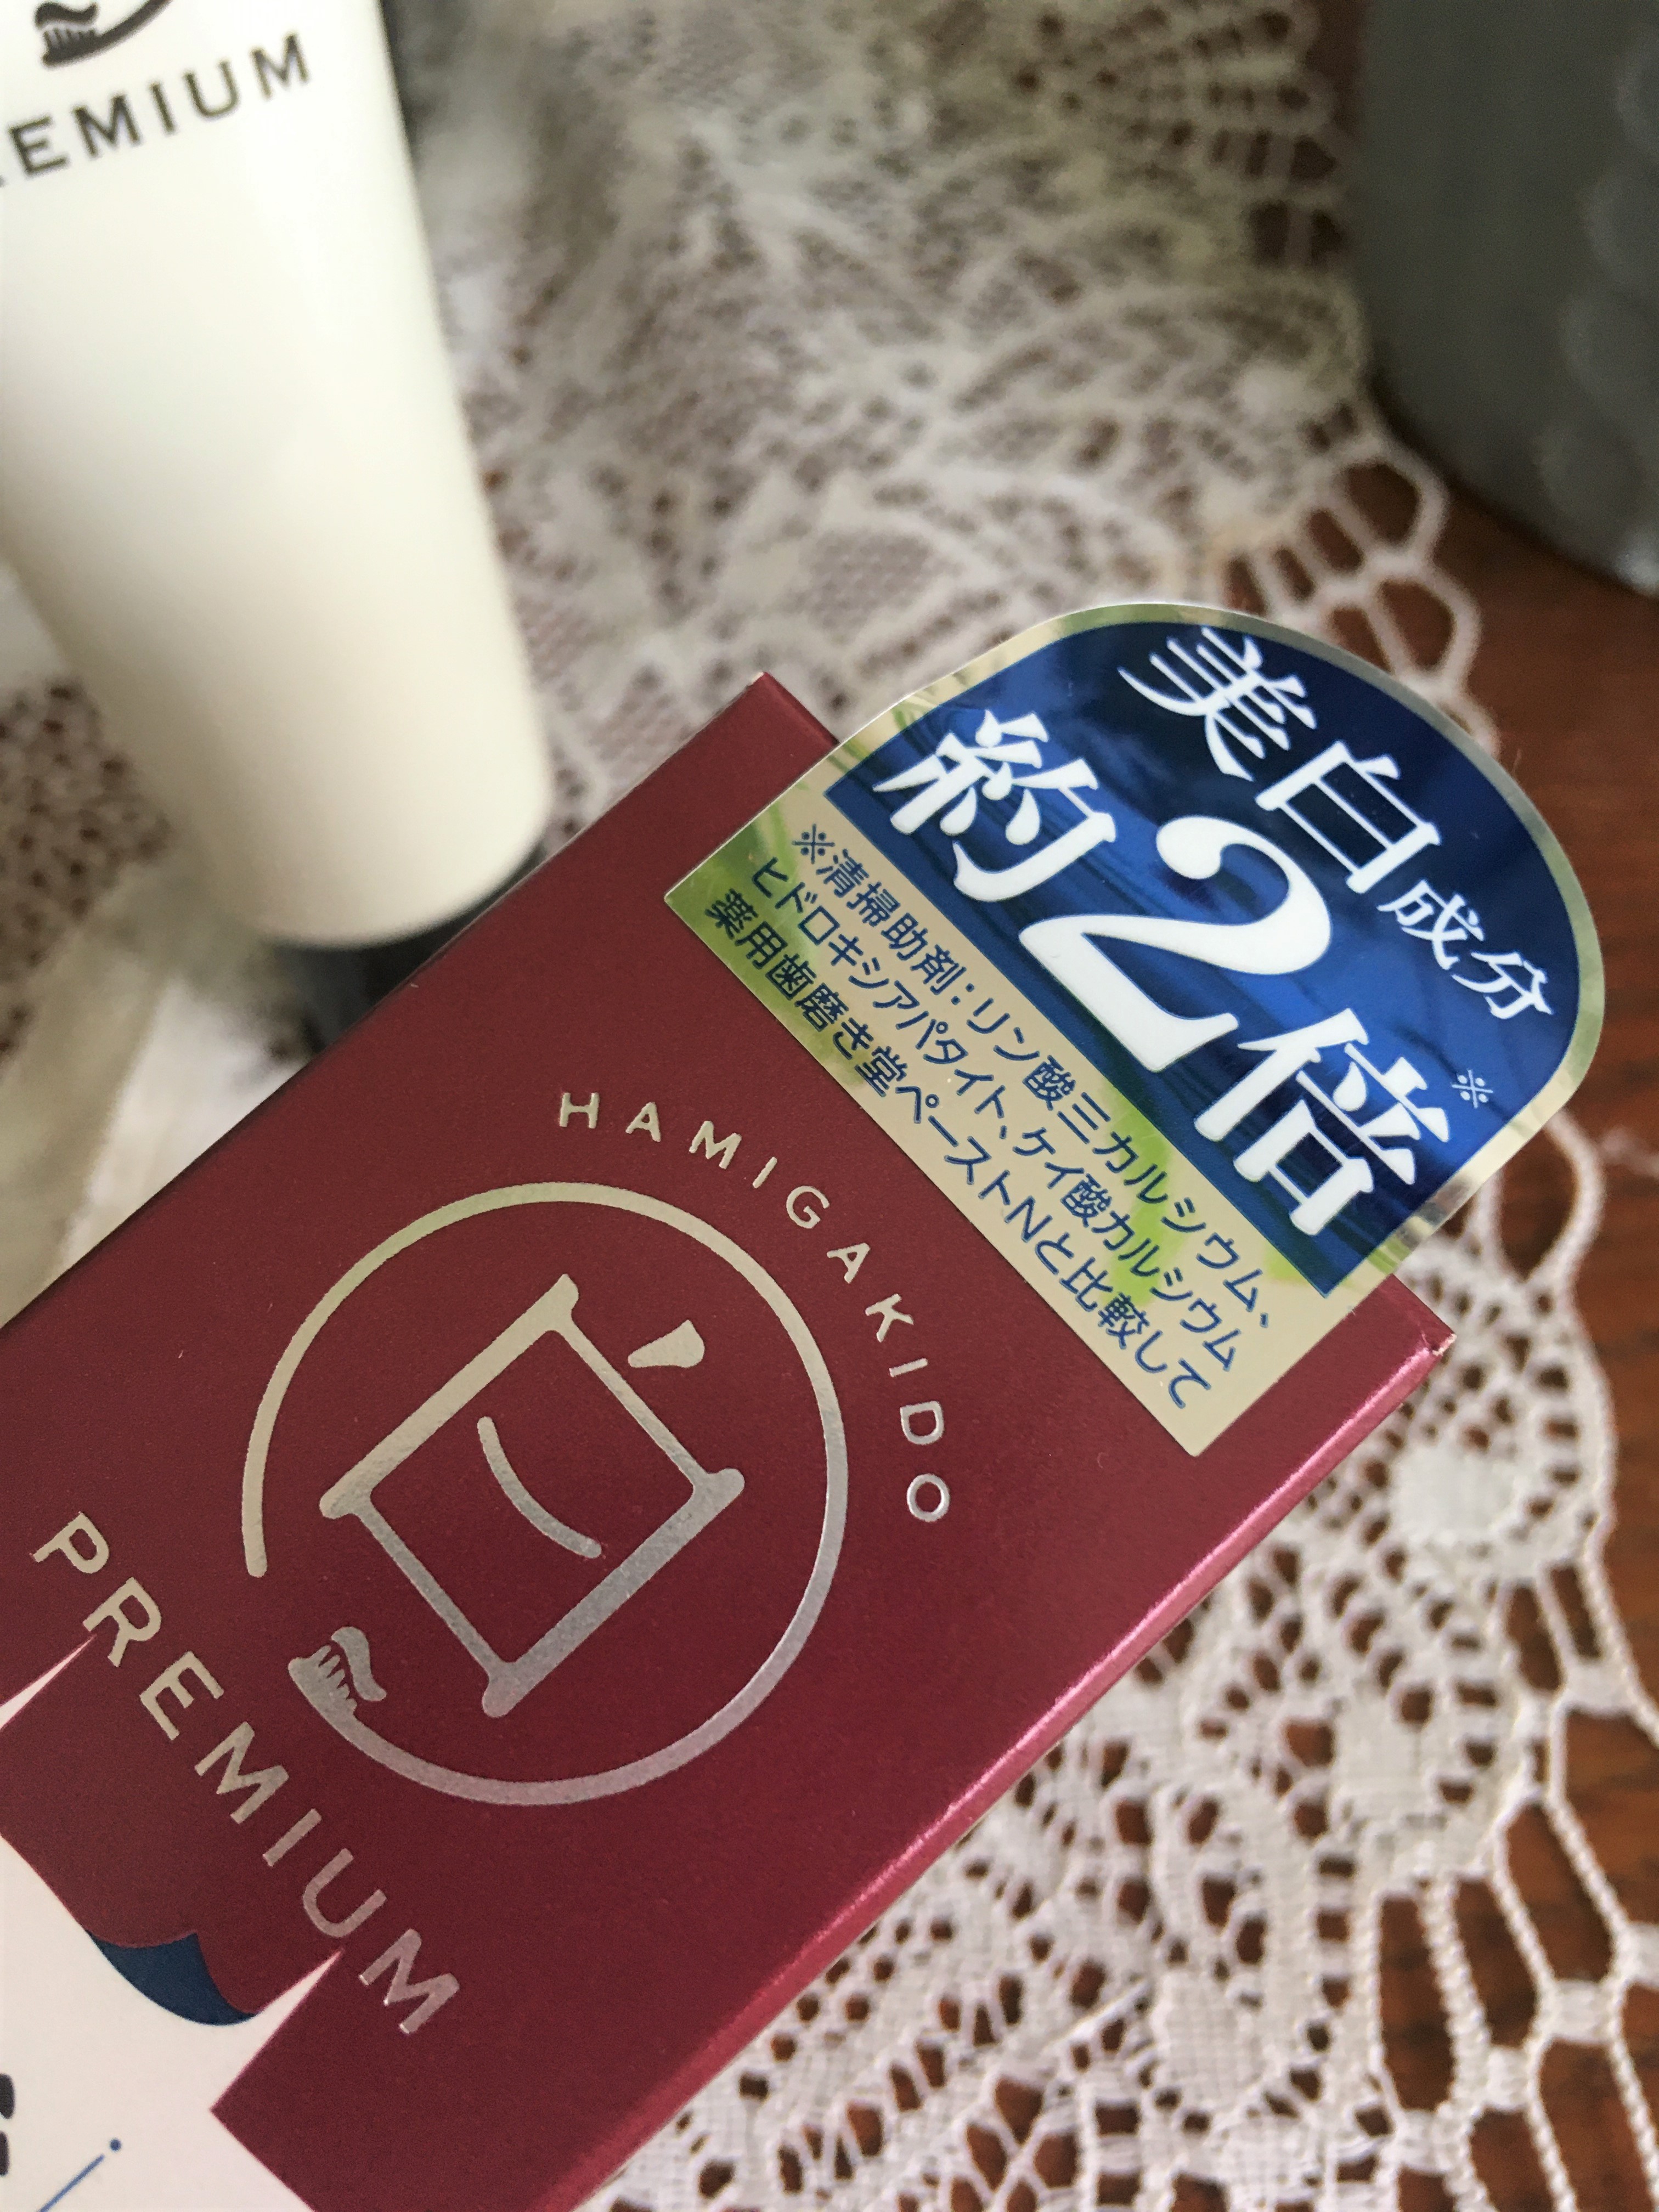 EMIUM
美白成分
約2倍※
※清掃助剤：リン酸三カルシウム、
ヒドロキシアパタイト、ケイ酸カルシウム
薬用歯磨き堂ペーストNと比較して
HAMIGAKIDO
白
PREMIUM